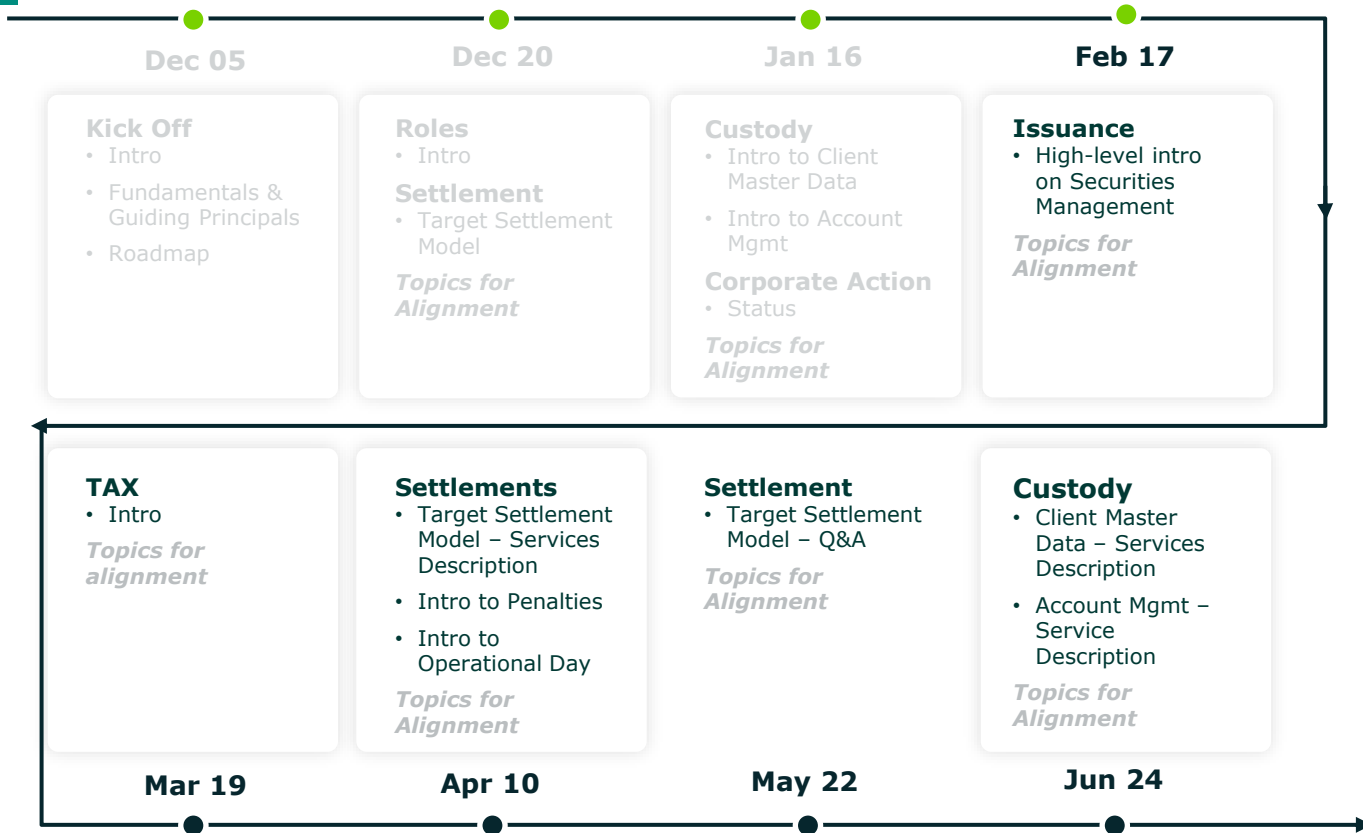 Dec 05
Dec 20
Jan 16
Feb 17
Kick Off
• Intro
• Fundamentals &
Guiding Principals
• Roadmap
Roles
• Intro
Settlement
• Target Settlement
Model
Topics for
Alignment
Custody
• Intro to Client
Master Data
• Intro to Account
Mgmt
Corporate Action
• Status
Topics for
Alignment
Issuance
• High-level intro
on Securities
Management
Topics for
Alignment
TAX
• Intro
Topics for
alignment
Settlements
• Target Settlement
Model – Services
Description
• Intro to Penalties
• Intro to
Operational Day
Topics for
Alignment
Settlement
• Target Settlement
Model – Q&A
Topics for
Alignment
Custody
• Client Master
Data – Services
Description
• Account Mgmt –
Service
Description
Topics for
Alignment
Mar 19
Apr 10
May 22
Jun 24